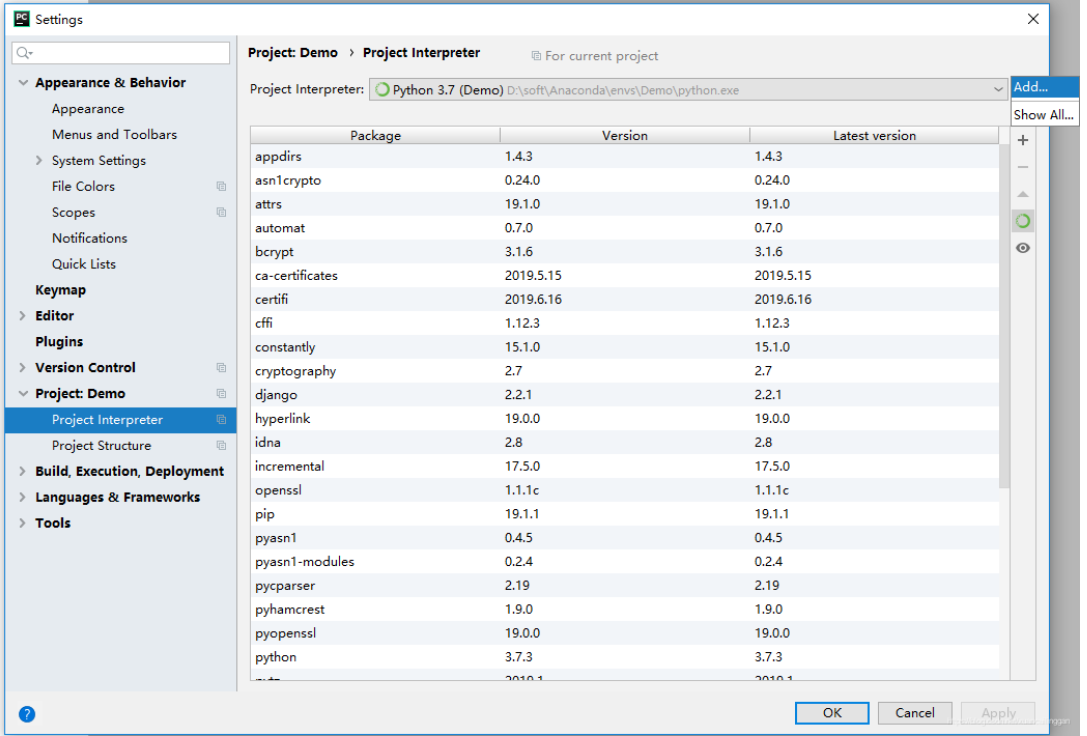 PC Settings
Appearance & Behavior
Appearance
Menus and Toolbars
System Settings
File Colors
Scopes
Notifications
Quick Lists
Keymap
Editor
Plugins
Version Control
Project: Demo
Project Interpreter
Project Structure
Build, Execution, Deployment
Languages & Frameworks
Tools
?
Project: Demo › Project Interpreter For current project
Project Interpreter: Python 3.7 (Demo) D:\soft\Anaconda\envs\Demo\python.exe
Add...
Show All...
Package Version Latest version
appdirs 1.4.3 1.4.3
asn1crypto 0.24.0 0.24.0
attrs 19.1.0 19.1.0
automat 0.7.0 0.7.0
bcrypt 3.1.6 3.1.6
ca-certificates 2019.5.15 2019.5.15
certifi 2019.6.16 2019.6.16
cffi 1.12.3 1.12.3
constantly 15.1.0 15.1.0
cryptography 2.7 2.7
django 2.2.1 2.2.1
hyperlink 19.0.0 19.0.0
idna 2.8 2.8
incremental 17.5.0 17.5.0
openssl 1.1.1c 1.1.1c
pip 19.1.1 19.1.1
pyasn1 0.4.5 0.4.5
pyasn1-modules 0.2.4 0.2.4
pycparser 2.19 2.19
pyhamcrest 1.9.0 1.9.0
pyopenssl 19.0.0 19.0.0
python 3.7.3 3.7.3
pytz 2019.1 2019.1
OK Cancel Apply